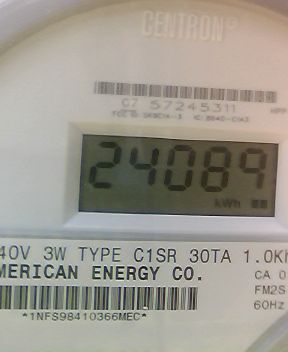 CENTRON®
C7 57245311
24089
kWh
40V 3W TYPE C1SR 30TA 1.0Kh
MERICAN ENERGY CO.
CA 0
FM2S
60Hz
*1NFS98410366MEC*